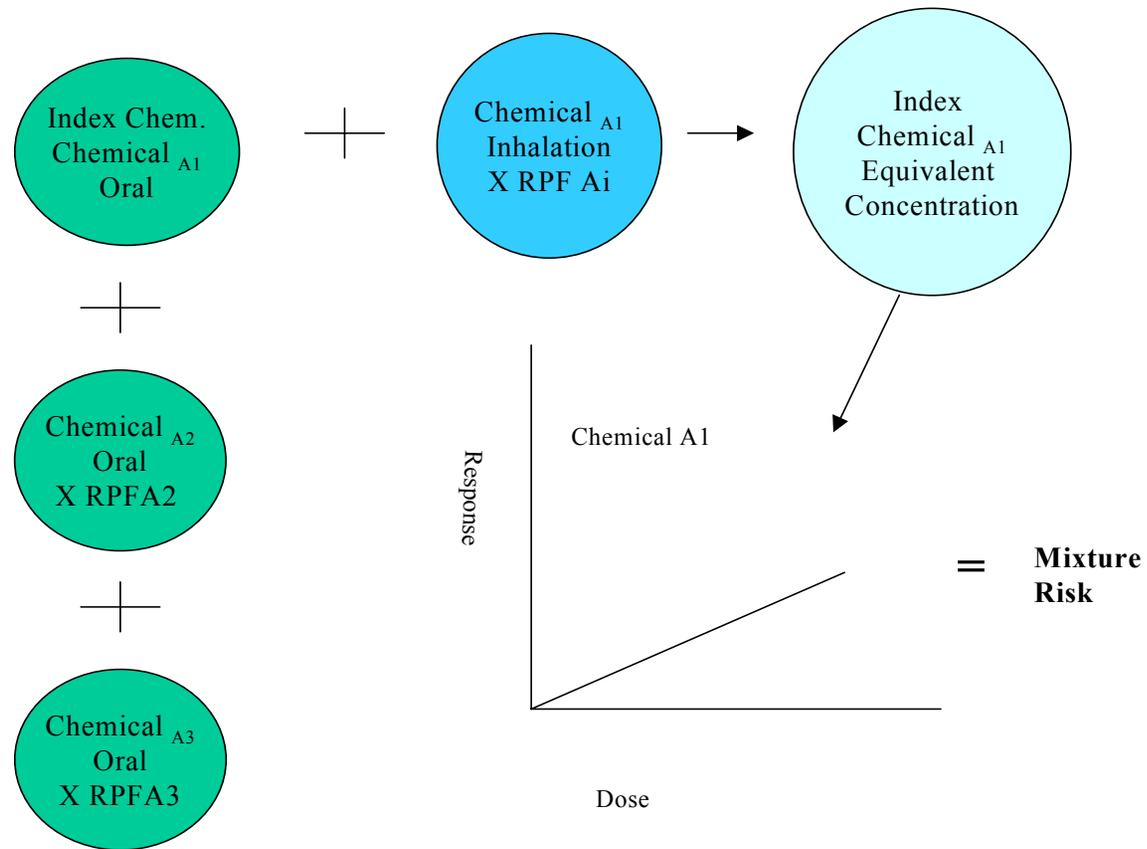 Index Chem.
Chemical A1
Oral
+
Chemical A1
Inhalation
X RPF Ai
Index
Chemical A1
Equivalent
Concentration
+
Chemical A2
Oral
X RPFA2
+
Chemical A3
Oral
X RPFA3
Chemical A1
Response
Dose
=
Mixture
Risk